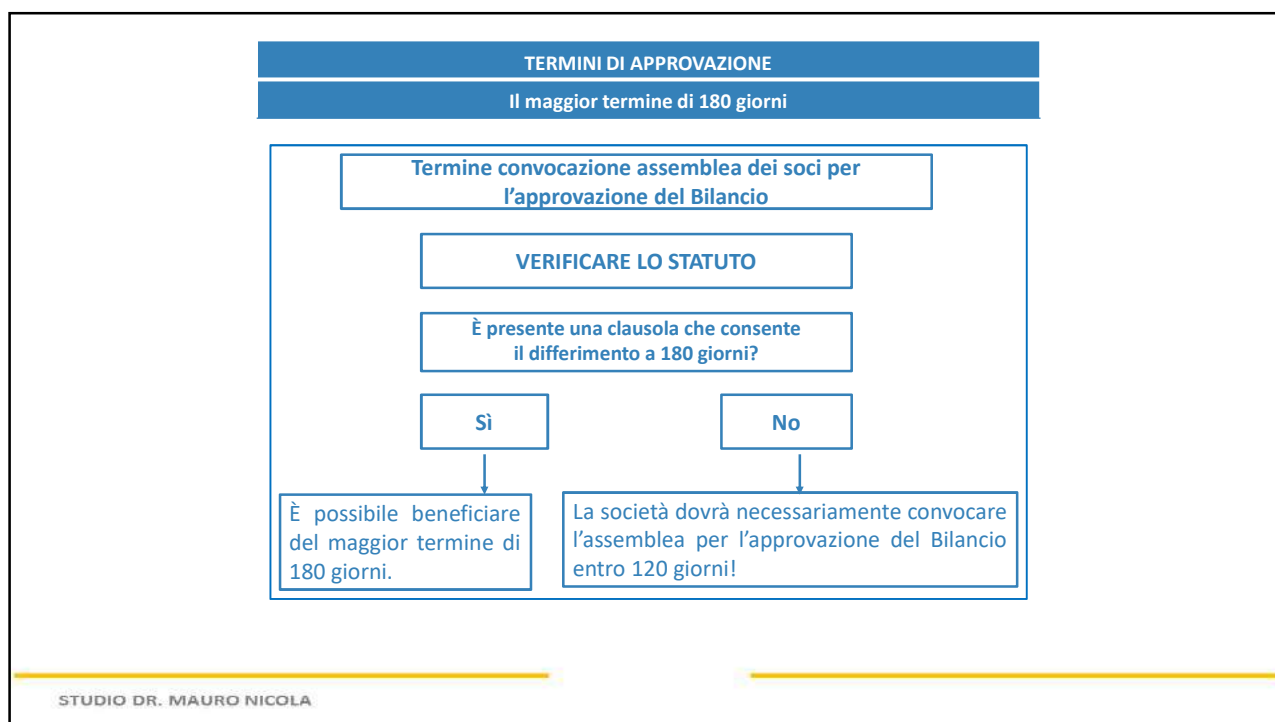 TERMINI DI APPROVAZIONE
Il maggior termine di 180 giorni
Termine convocazione assemblea dei soci per
l’approvazione del Bilancio
VERIFICARE LO STATUTO
È presente una clausola che consente
il differimento a 180 giorni?
Sì
No
È possibile beneficiare
del maggior termine di
180 giorni.
La società dovrà necessariamente convocare
l’assemblea per l’approvazione del Bilancio
entro 120 giorni!
STUDIO DR. MAURO NICOLA